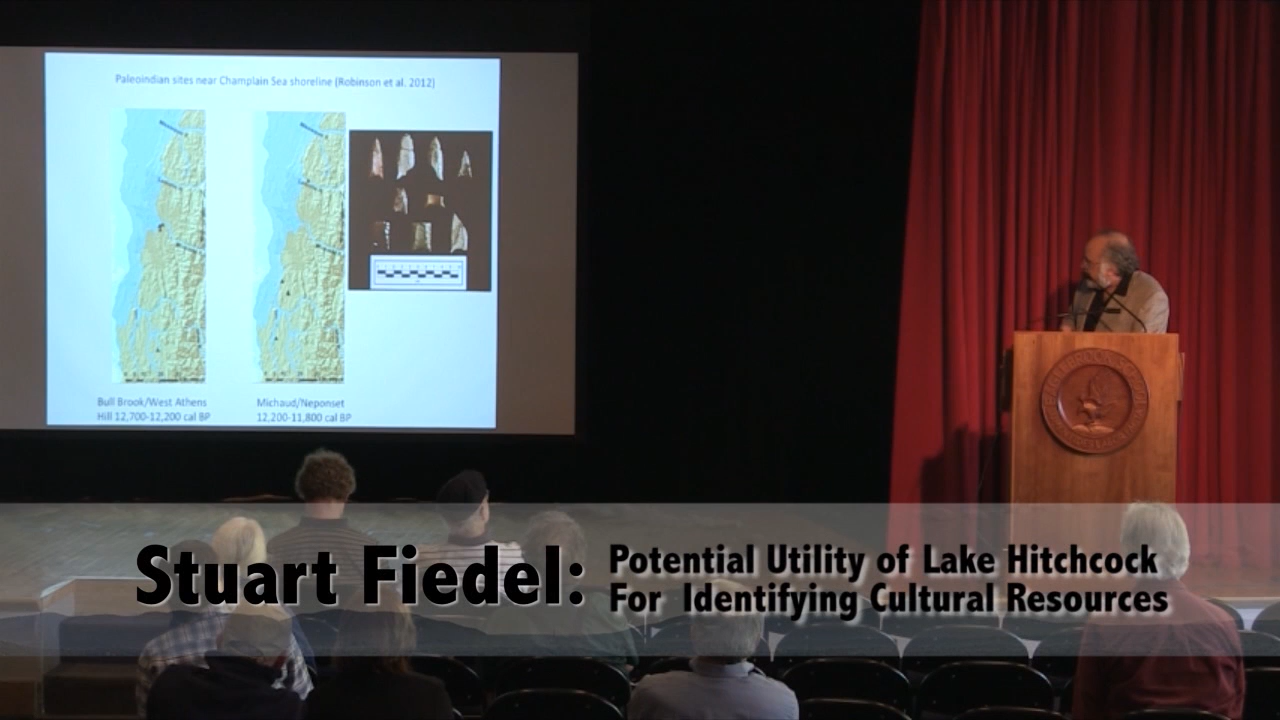 Paleoindian sites near Champlain Sea shoreline (Robinson et al. 2012)
Bull Brook/West Athens
Hill 12,700-12,200 cal BP
Michaud/Neponset
12,200-11,800 cal BP
Stuart Fiedel:
Potential Utility of Lake Hitchcock
For Identifying Cultural Resources